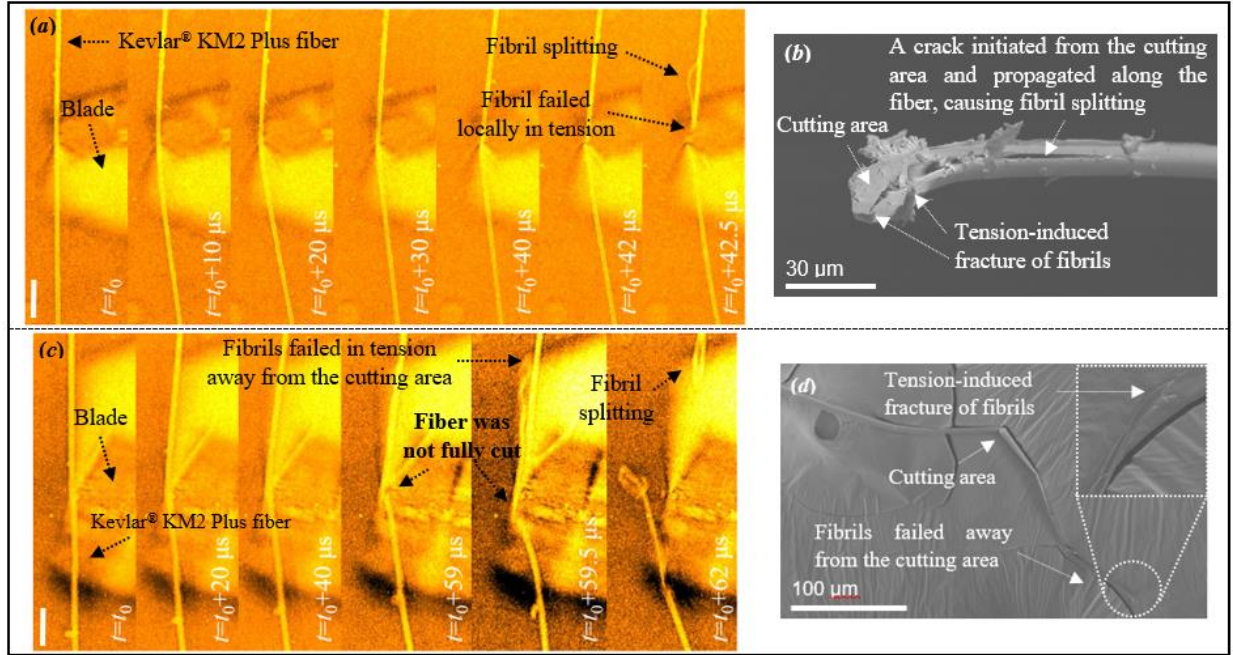 (a)
Kevlar® KM2 Plus fiber
Blade
Fibril splitting
Fibril failed
locally in tension
t=t0
t=t0+10 μs
t=t0+20 μs
t=t0+30 μs
t=t0+40 μs
t=t0+42 μs
t=t0+42.5 μs
(b)
A crack initiated from the cutting
area and propagated along the
fiber, causing fibril splitting
Cutting area
Tension-induced
fracture of fibrils
30 μm
(c)
Fibrils failed in tension
away from the cutting area
Blade
Fibril
splitting
Fiber was
not fully cut
Kevlar® KM2 Plus fiber
t=t0
t=t0+20 μs
t=t0+40 μs
t=t0+59 μs
t=t0+59.5 μs
t=t0+62 μs
(d)
Tension-induced
fracture of fibrils
Cutting area
Fibrils failed away
from the cutting area
100 μm